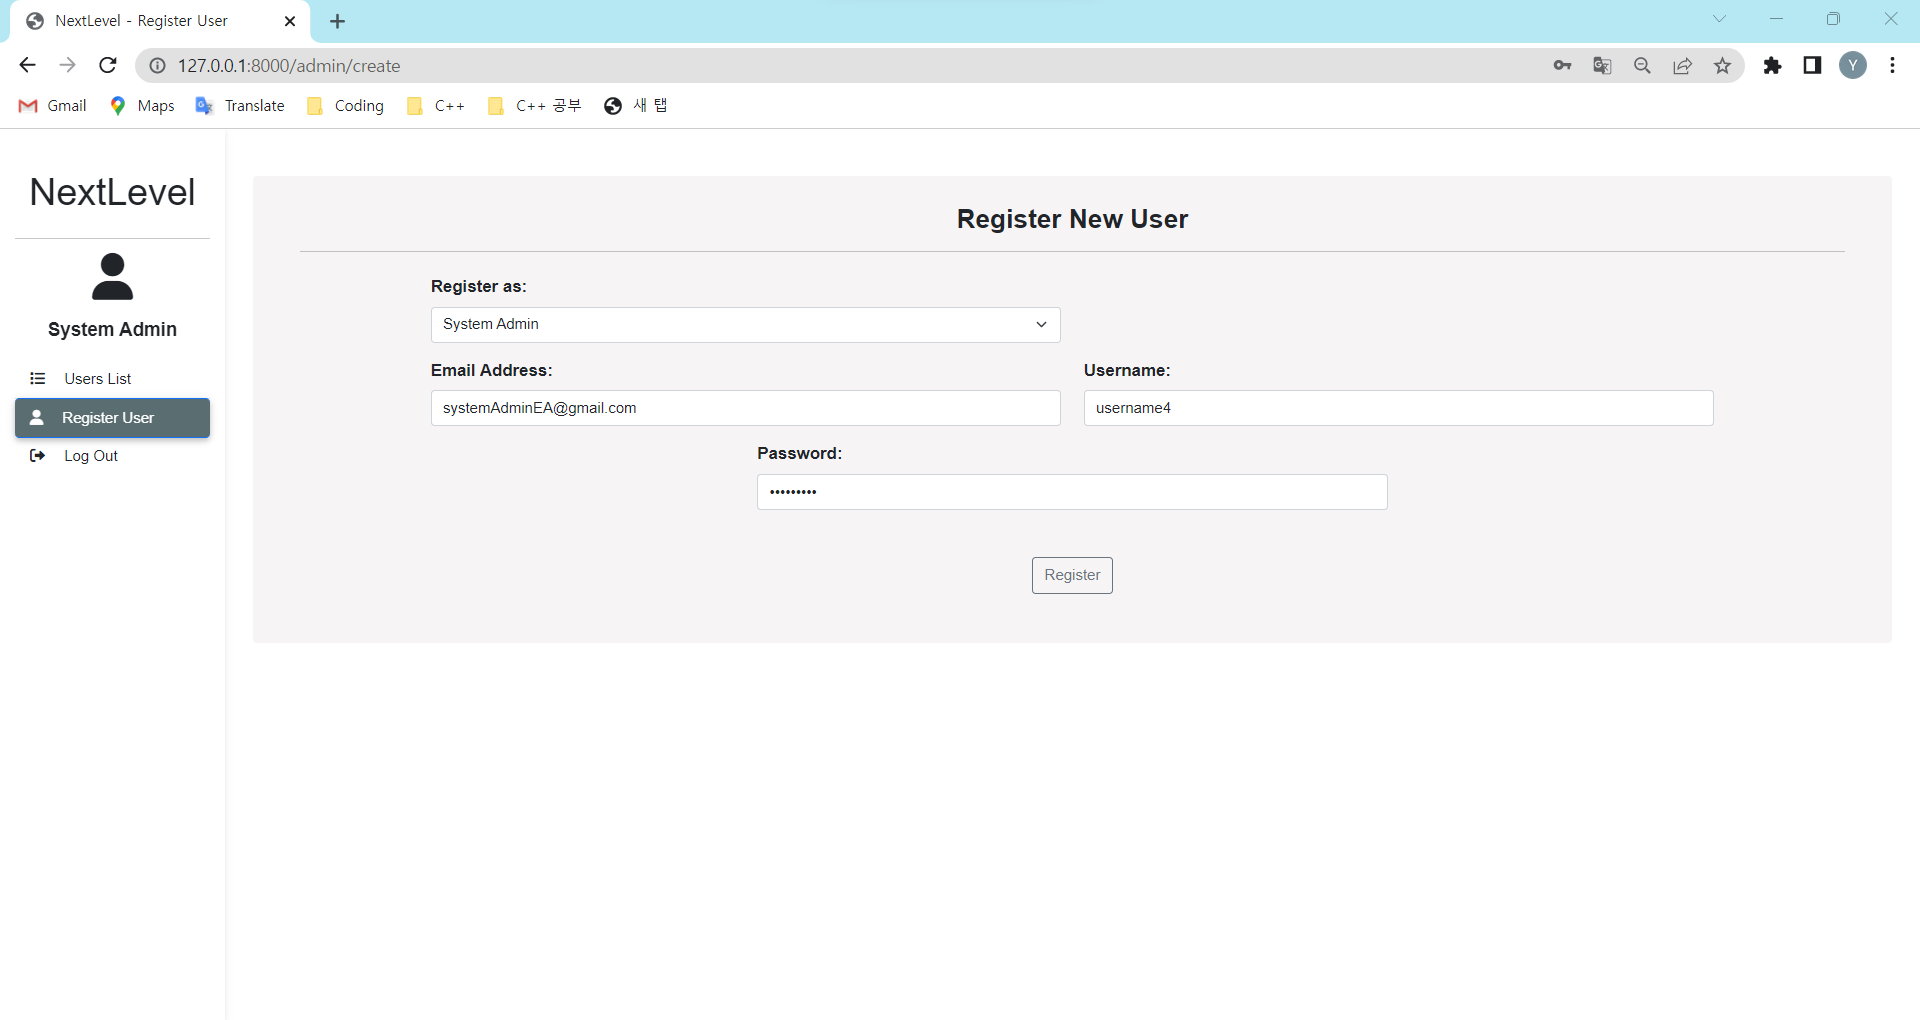 NextLevel - Register User
127.0.0.1:8000/admin/create
Y
Gmail Maps Translate Coding C++ C++ 공부 새 탭
NextLevel
System Admin
Users List
Register User
Log Out
Register New User
Register as:
System Admin
Email Address: Username:
systemAdminEA@gmail.com username4
Password:
•••••••••
Register